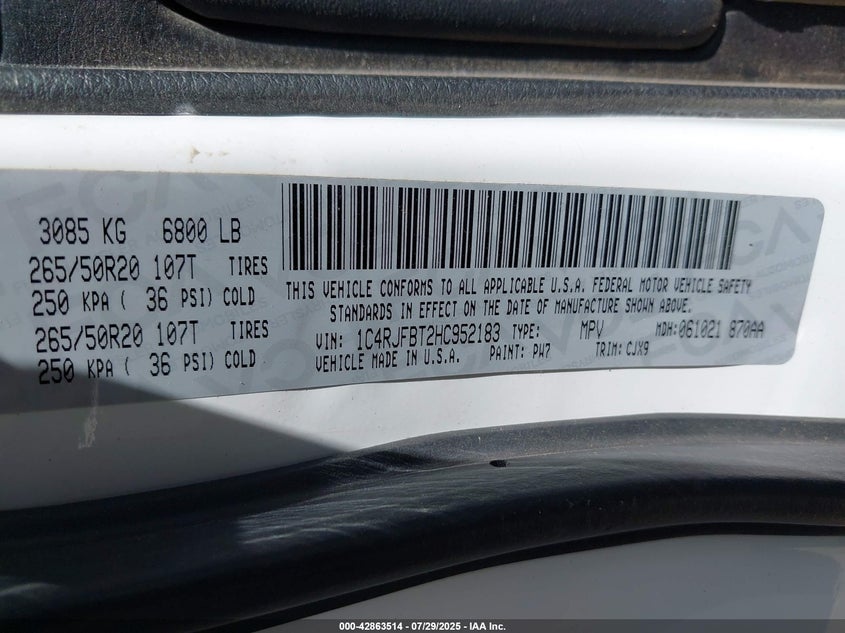 3085 KG 6800 LB
265/50R20 107T TIRES
250 KPA ( 36 PSI) COLD
265/50R20 107T TIRES
250 KPA ( 36 PSI) COLD
THIS VEHICLE CONFORMS TO ALL APPLICABLE U.S.A. FEDERAL MOTOR VEHICLE SAFETY
STANDARDS IN EFFECT ON THE DATE OF MANUFACTURE SHOWN ABOVE.
VIN: 1C4RJFBT2HC952183 TYPE: MPV MDH:061021 870AA
VEHICLE MADE IN U.S.A. PAINT: PW7 TRIM: CJX9
000-42863514 / 07/29/2025 - IAA Inc.